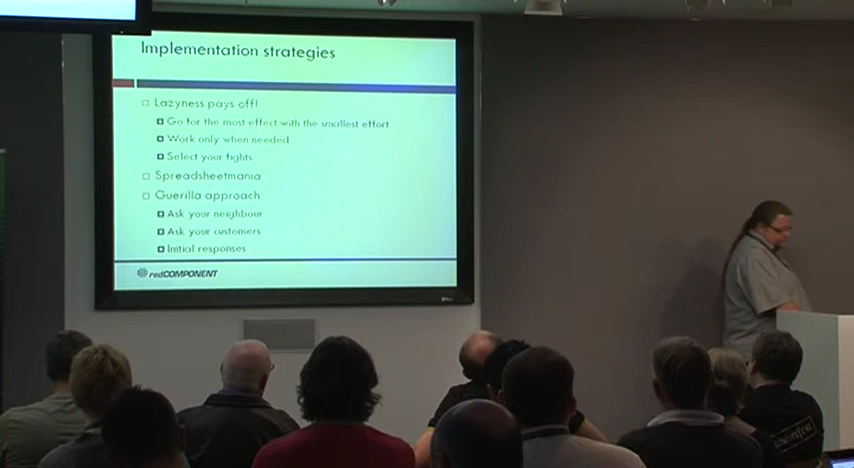 Implementation strategies
Lazyness pays off!
Go for the most effect with the smallest effort
Work only when needed
Select your fights
Spreadsheetmania
Guerilla approach
Ask your neighbour
Ask your customers
Initial responses
redCOMPONENT